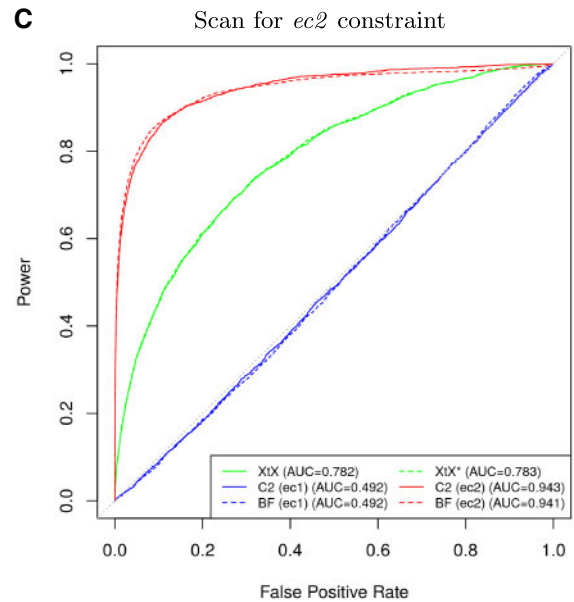 C
Scan for ec2 constraint
1.0
0.8
0.6
0.4
0.2
0.0
Power
XtX (AUC=0.782)
C2 (ec1) (AUC=0.492)
BF (ec1) (AUC=0.492)
XtX* (AUC=0.783)
C2 (ec2) (AUC=0.943)
BF (ec2) (AUC=0.941)
0.0 0.2 0.4 0.6 0.8 1.0
False Positive Rate